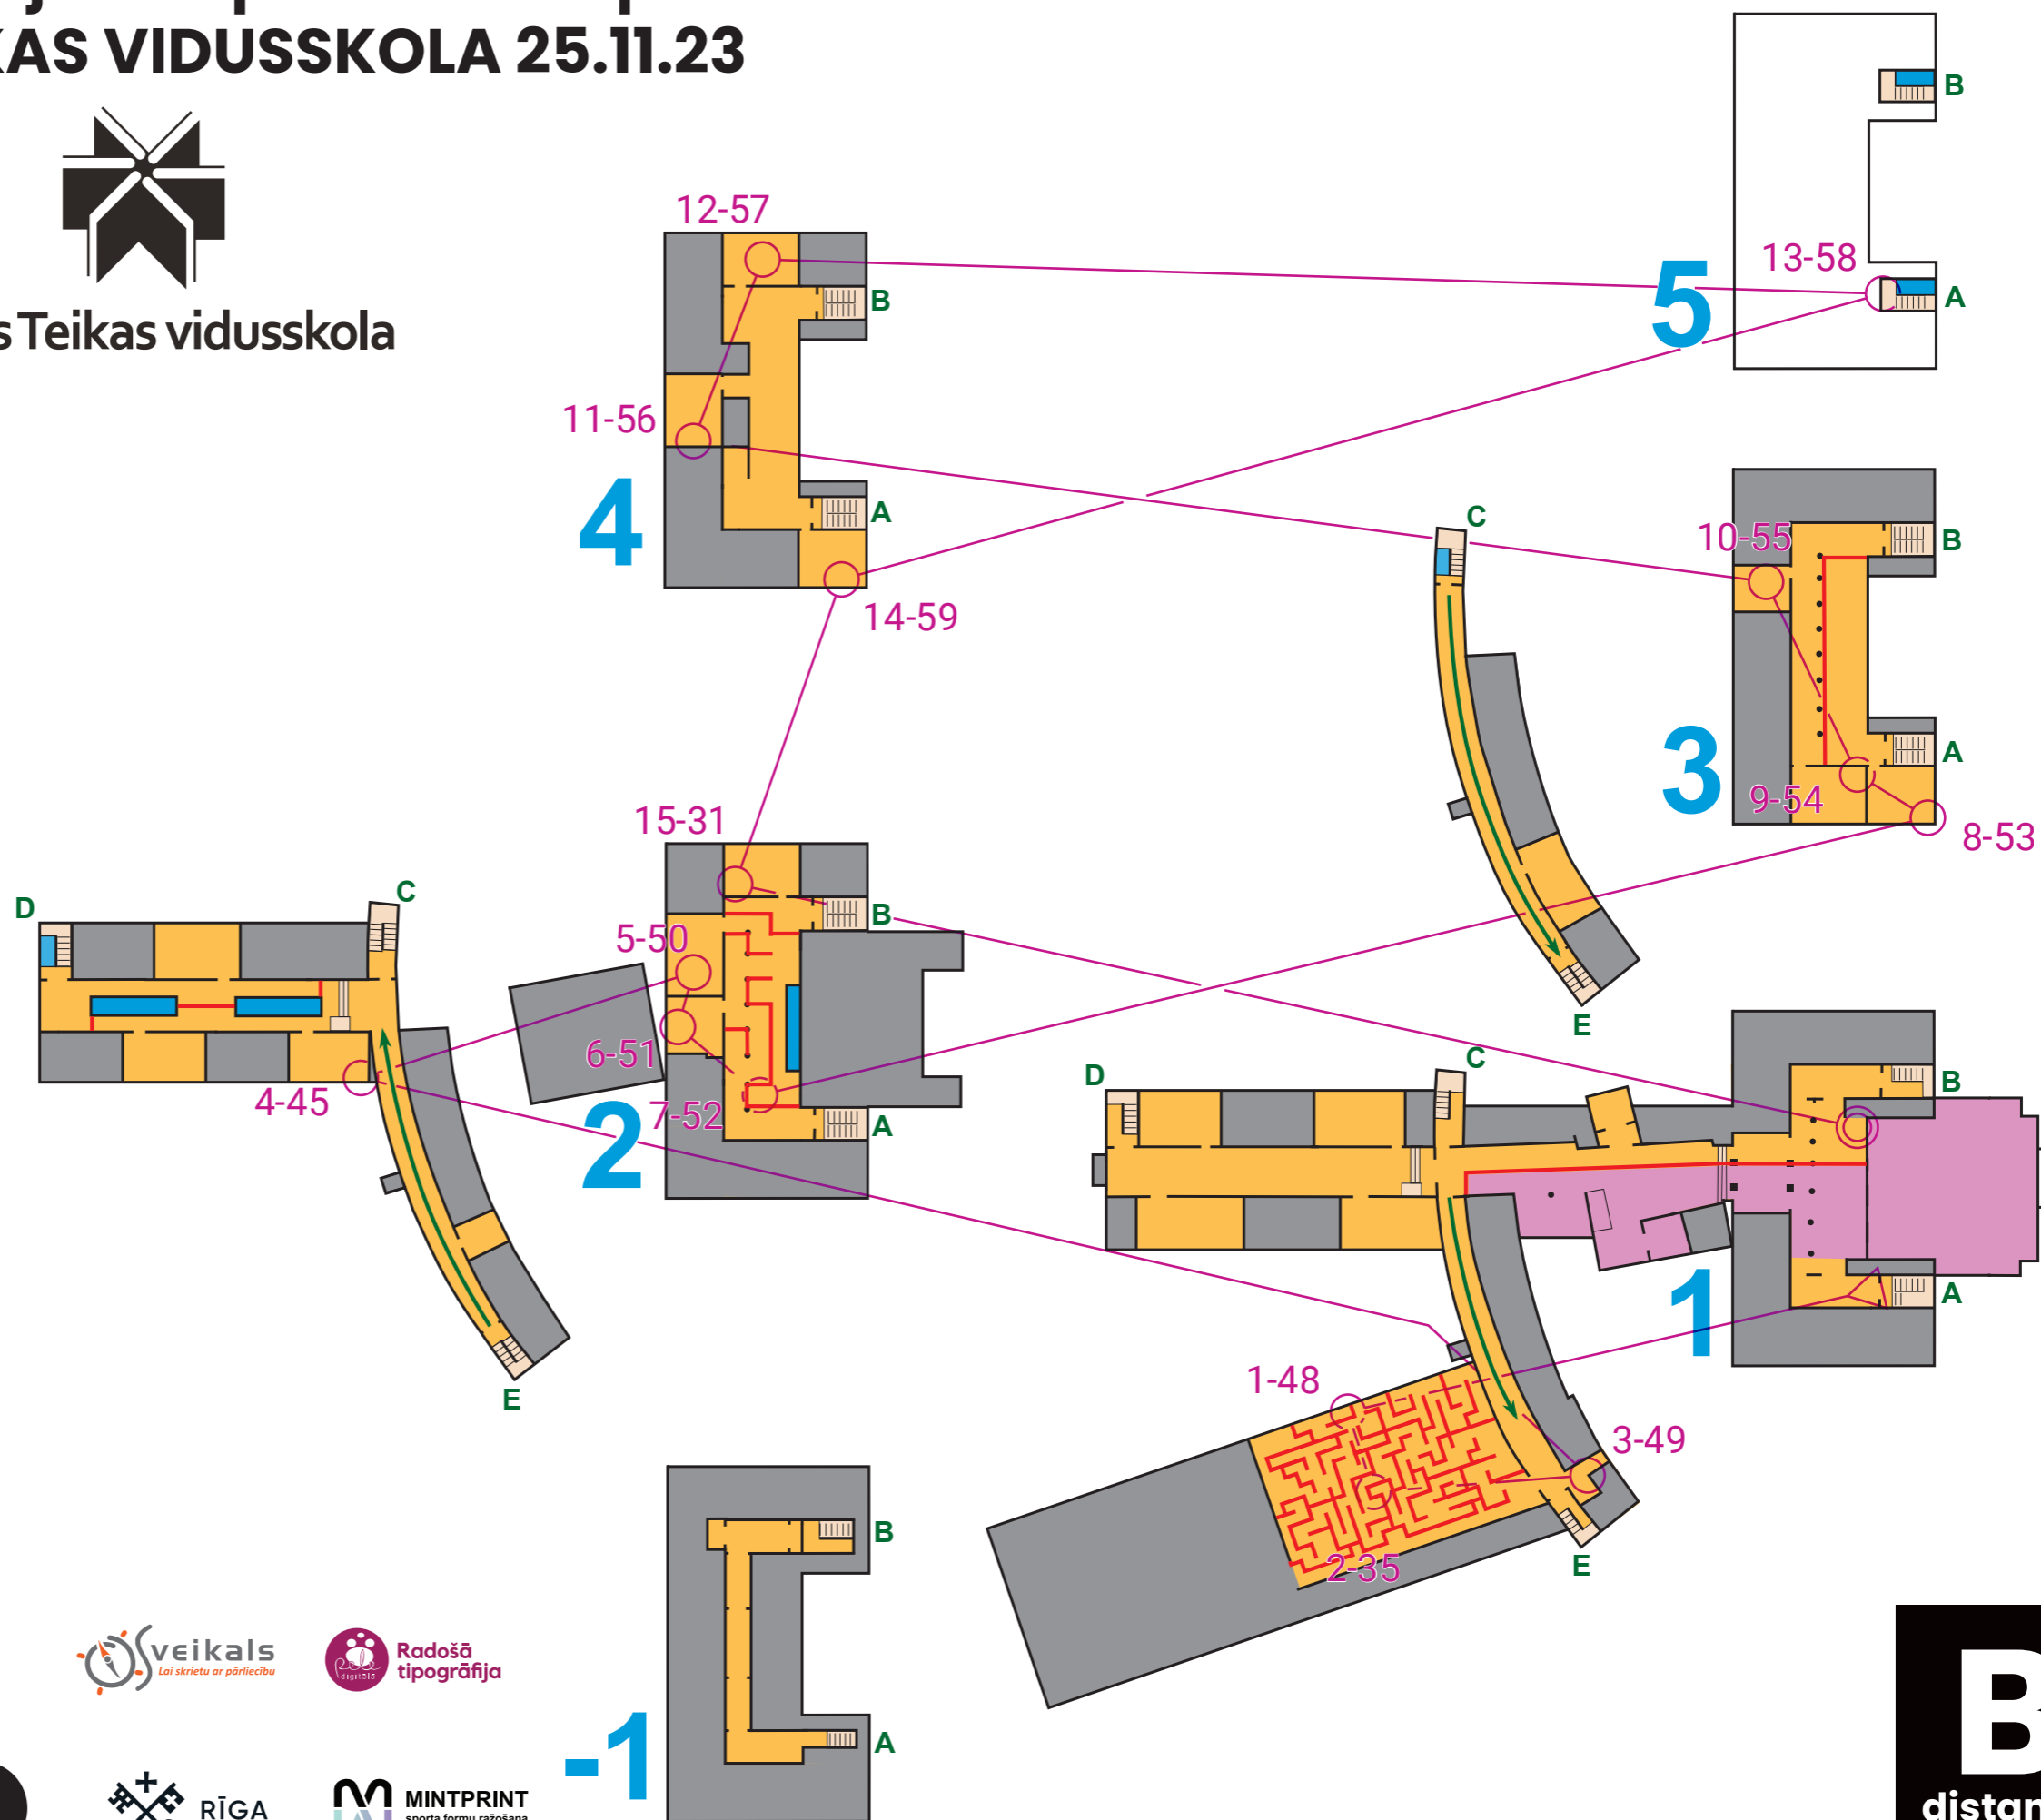 KAS VIDUSSKOLA 25.11.23
s Teikas vidusskola
B
13-58
5
A
12-57
B
11-56
4
A
14-59
C
10-55
B
3
A
9-54
8-53
E
15-31
D
C
B
5-50
6-51
4-45
2
7-52
A
E
D
C
B
1
A
1-48
3-49
2-35
E
B
-1
A
Sveikals
Lai skrietu ar pārliecību
Radošā
tipogrāfija
digitālā
RĪGA
MINTPRINT
sporta formu ražošana
B
distan